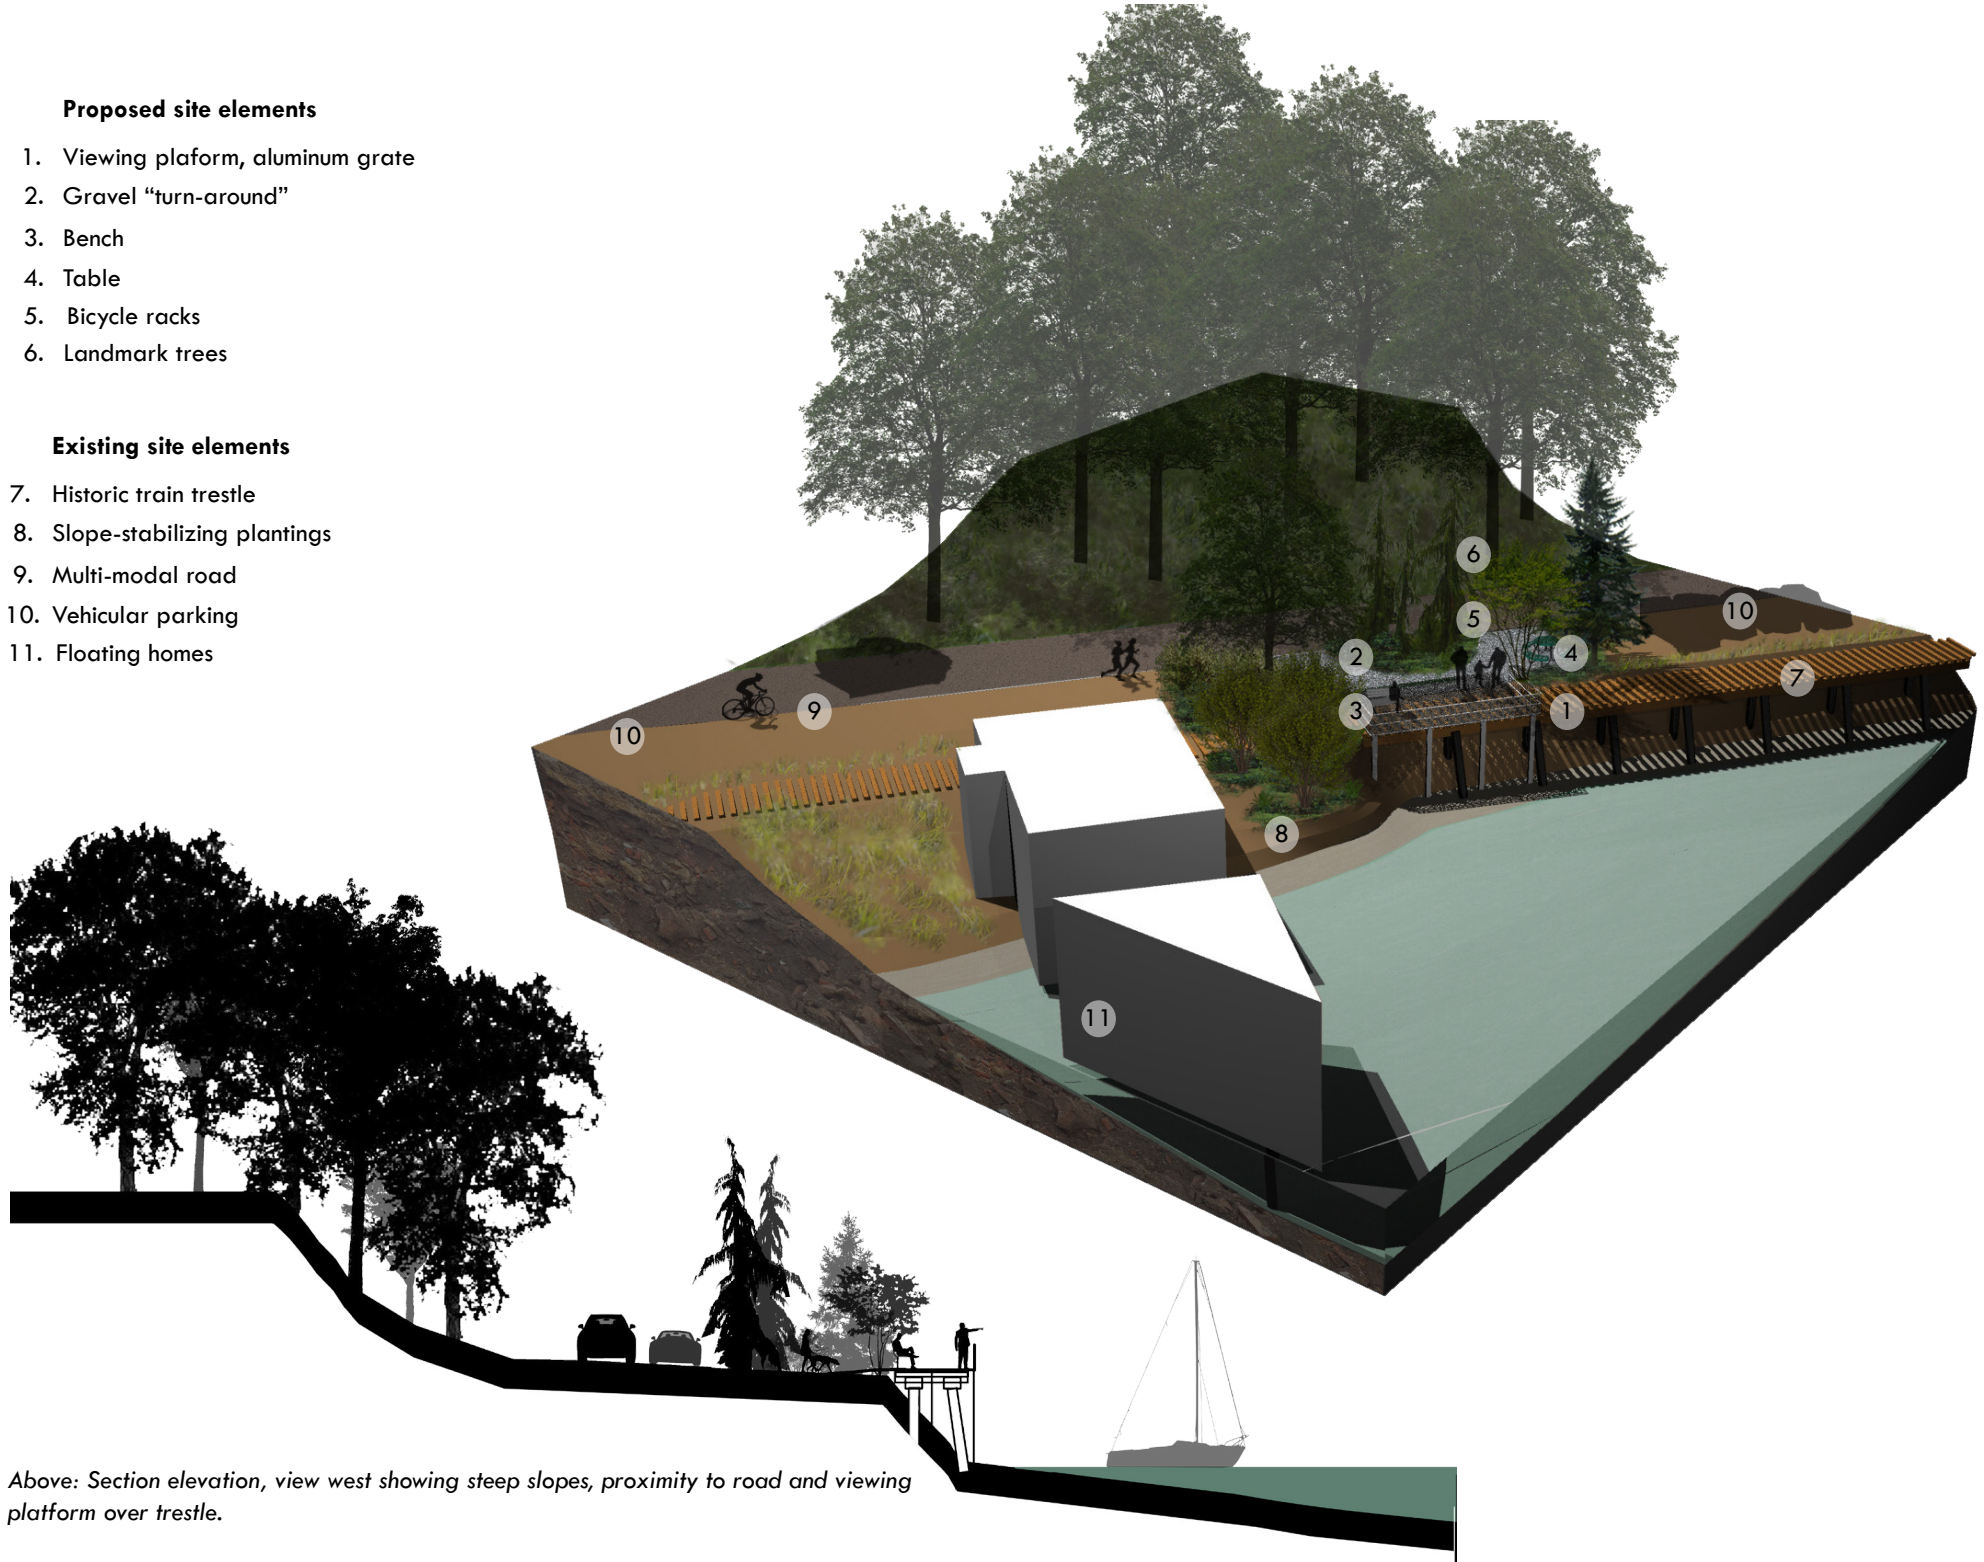 Proposed site elements
1. Viewing plaform, aluminum grate
2. Gravel “turn-around”
3. Bench
4. Table
5. Bicycle racks
6. Landmark trees
Existing site elements
7. Historic train trestle
8. Slope-stabilizing plantings
9. Multi-modal road
10. Vehicular parking
11. Floating homes
6
5
10
2
4
7
3
1
9
10
8
11
Above: Section elevation, view west showing steep slopes, proximity to road and viewing
platform over trestle.